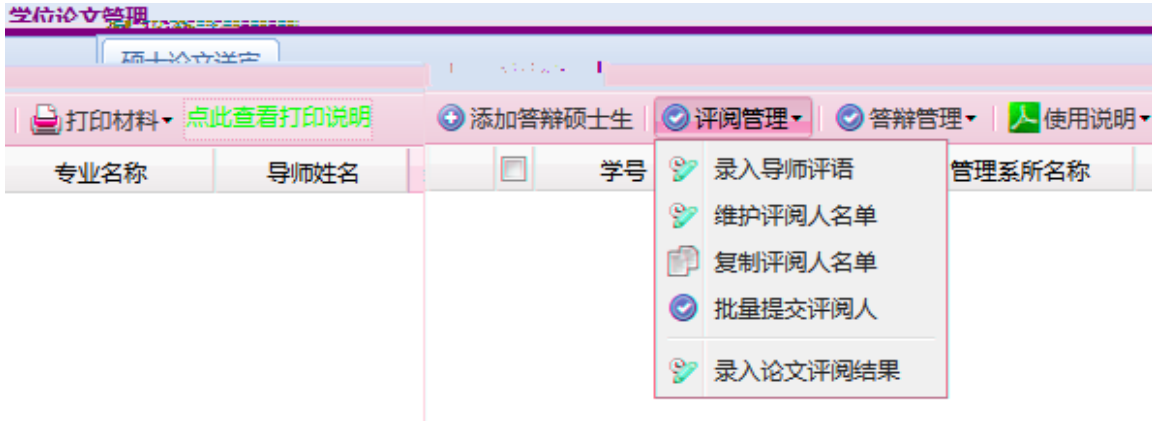 学位论文管理
硕士论文送审
打印材料 点此查看打印说明 添加答辩硕士生 评阅管理 答辩管理 使用说明
专业名称 导师姓名 学号 管理系所名称
录入导师评语
维护评阅人名单
复制评阅人名单
批量提交评阅人
录入论文评阅结果